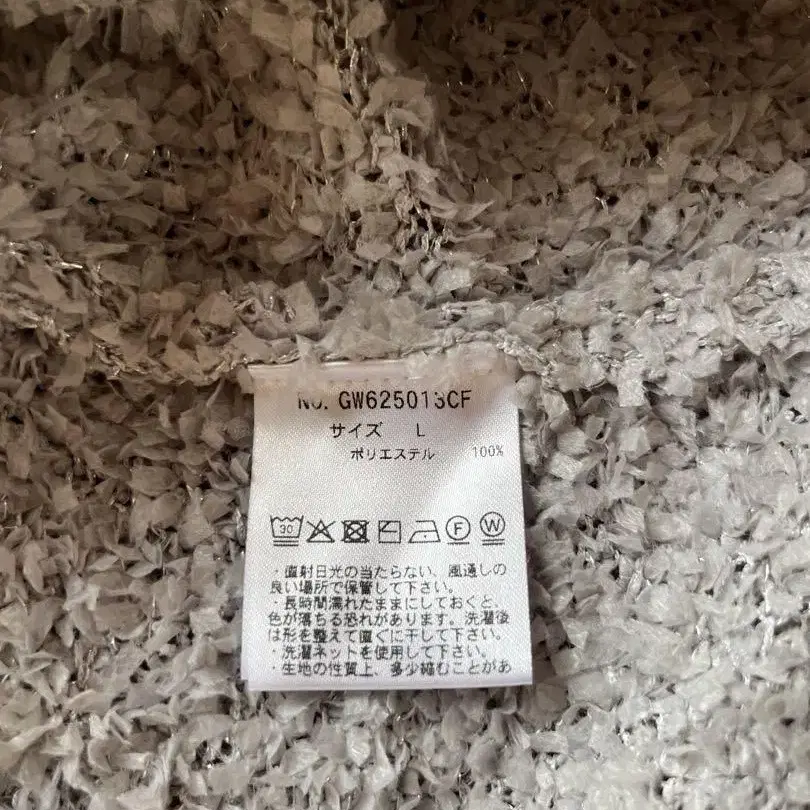 No. GW625013CF
サイズ L
ポリエステル 100%
30 F W
・直射日光の当たらない、風通しの
良い場所で保管して下さい。
・長時間濡れたままにしておくと、
色が落ちる恐れがあります。洗濯後
は形を整えて直ぐに干して下さい。
・洗濯ネットを使用して下さい。
・生地の性質上、多少縮むことがあ